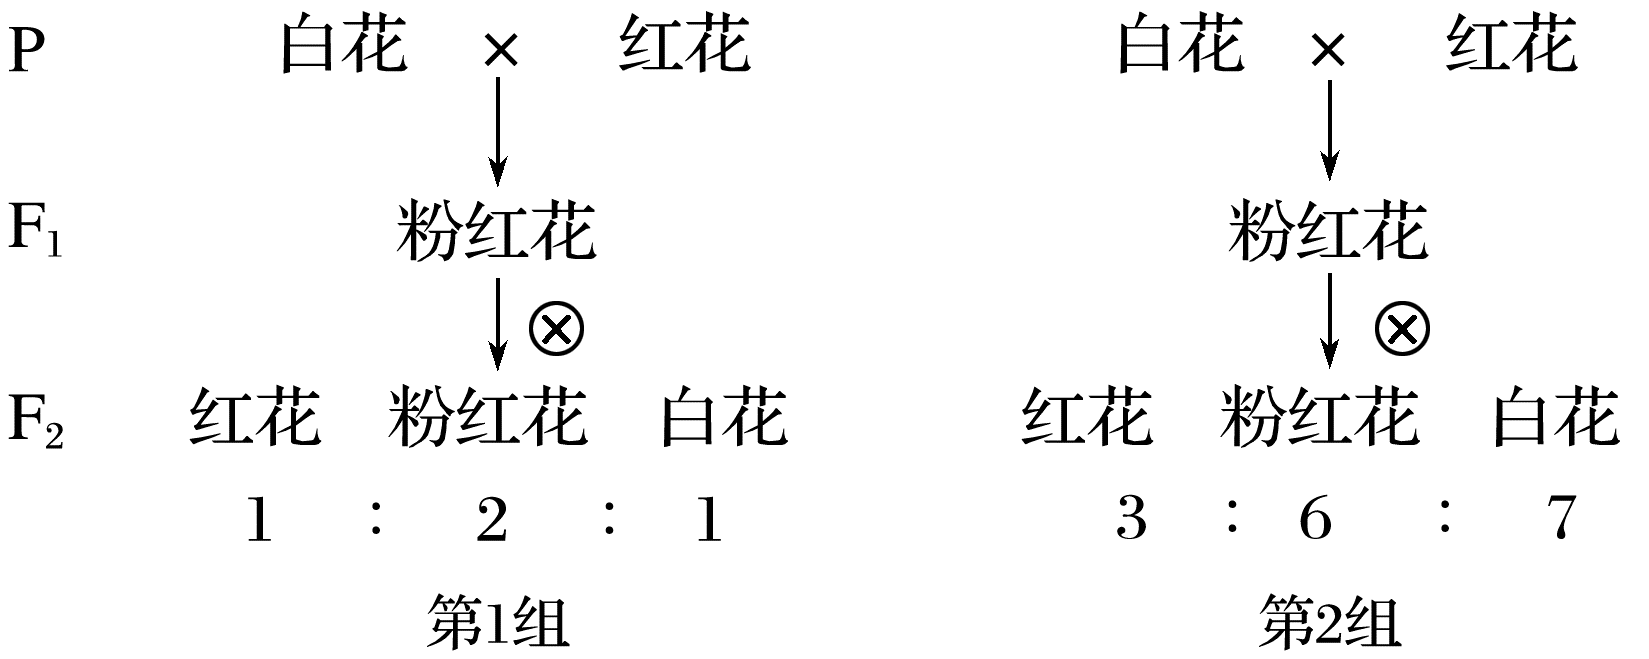 P 白花 × 红花 白花 × 红花
F₁ 粉红花 粉红花
⊗ ⊗
F₂ 红花 粉红花 白花 红花 粉红花 白花
1 : 2 : 1 3 : 6 : 7
第1组 第2组